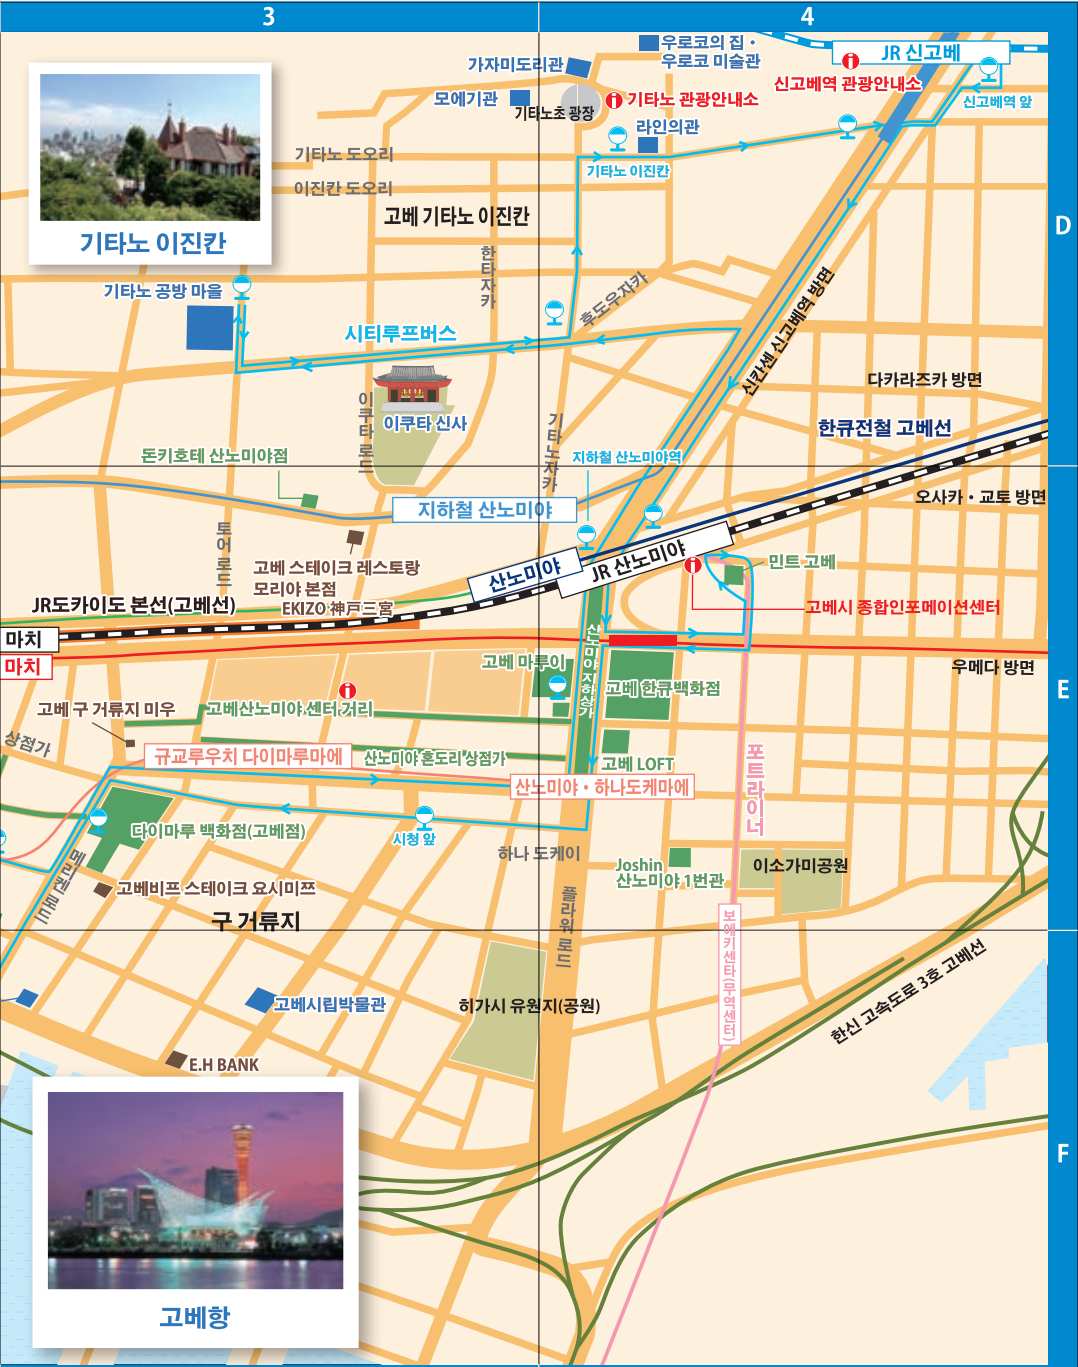 3
4
우로코의 집・
우로코 미술관
JR 신고베
가자미도리관
신고베역 관광안내소
모에기관
기타노 관광안내소
신고베역 앞
기타노초 광장
라인의관
기타노 도오리
기타노 이진칸
이진칸 도오리
고베 기타노 이진칸
D
기타노 이진칸
한타자카
기타노 공방 마을
후도우자카
신칸센 신고베역 방면
시티루프버스
다카라즈카 방면
이쿠타 로드
이쿠타 신사
기타노자카
한큐전철 고베선
돈키호테 산노미야점
지하철 산노미야역
오사카・교토 방면
지하철 산노미야
토어 로드
JR 산노미야
민트 고베
고베 스테이크 레스토랑
모리야 본점
산노미야
EKIZO 神戸三宮
JR도카이도 본선(고베선)
고베시 종합인포메이션센터
마치
산노미야 지하상가
마치
고베 마루이
우메다 방면
고베 한큐백화점
E
고베 구 거류지 미우
고베산노미야 센터 거리
상점가
규교루우치 다이마루마에
산노미야 혼도리 상점가
고베 LOFT
포트라이너
산노미야・하나도케마에
다이마루 백화점(고베점)
시청 앞
하나 도케이
메리켄 로드
Joshin
산노미야 1번관
이소가미공원
고베비프 스테이크 요시미쯔
플라워 로드
구 거류지
보에키센타(무역센터)
한신 고속도로 3호 고베선
고베시립박물관
히가시 유원지(공원)
E.H BANK
F
고베항